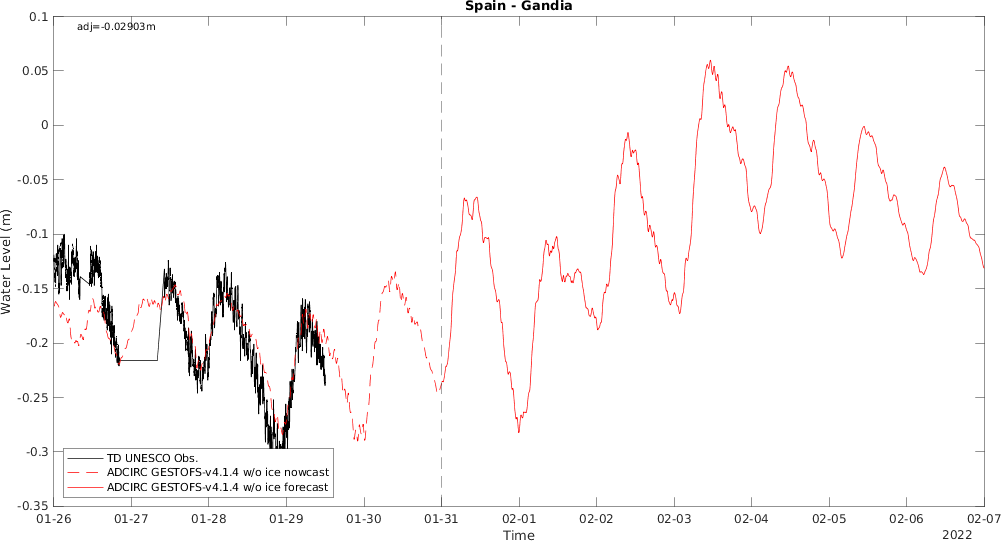 Spain - Gandia
adj=-0.02903m
Water Level (m)
0.1
0.05
0
-0.05
-0.1
-0.15
-0.2
-0.25
-0.3
-0.35
TD UNESCO Obs.
ADCIRC GESTOFS-v4.1.4 w/o ice nowcast
ADCIRC GESTOFS-v4.1.4 w/o ice forecast
01-26 01-27 01-28 01-29 01-30 01-31 02-01 02-02 02-03 02-04 02-05 02-06 02-07
Time
2022